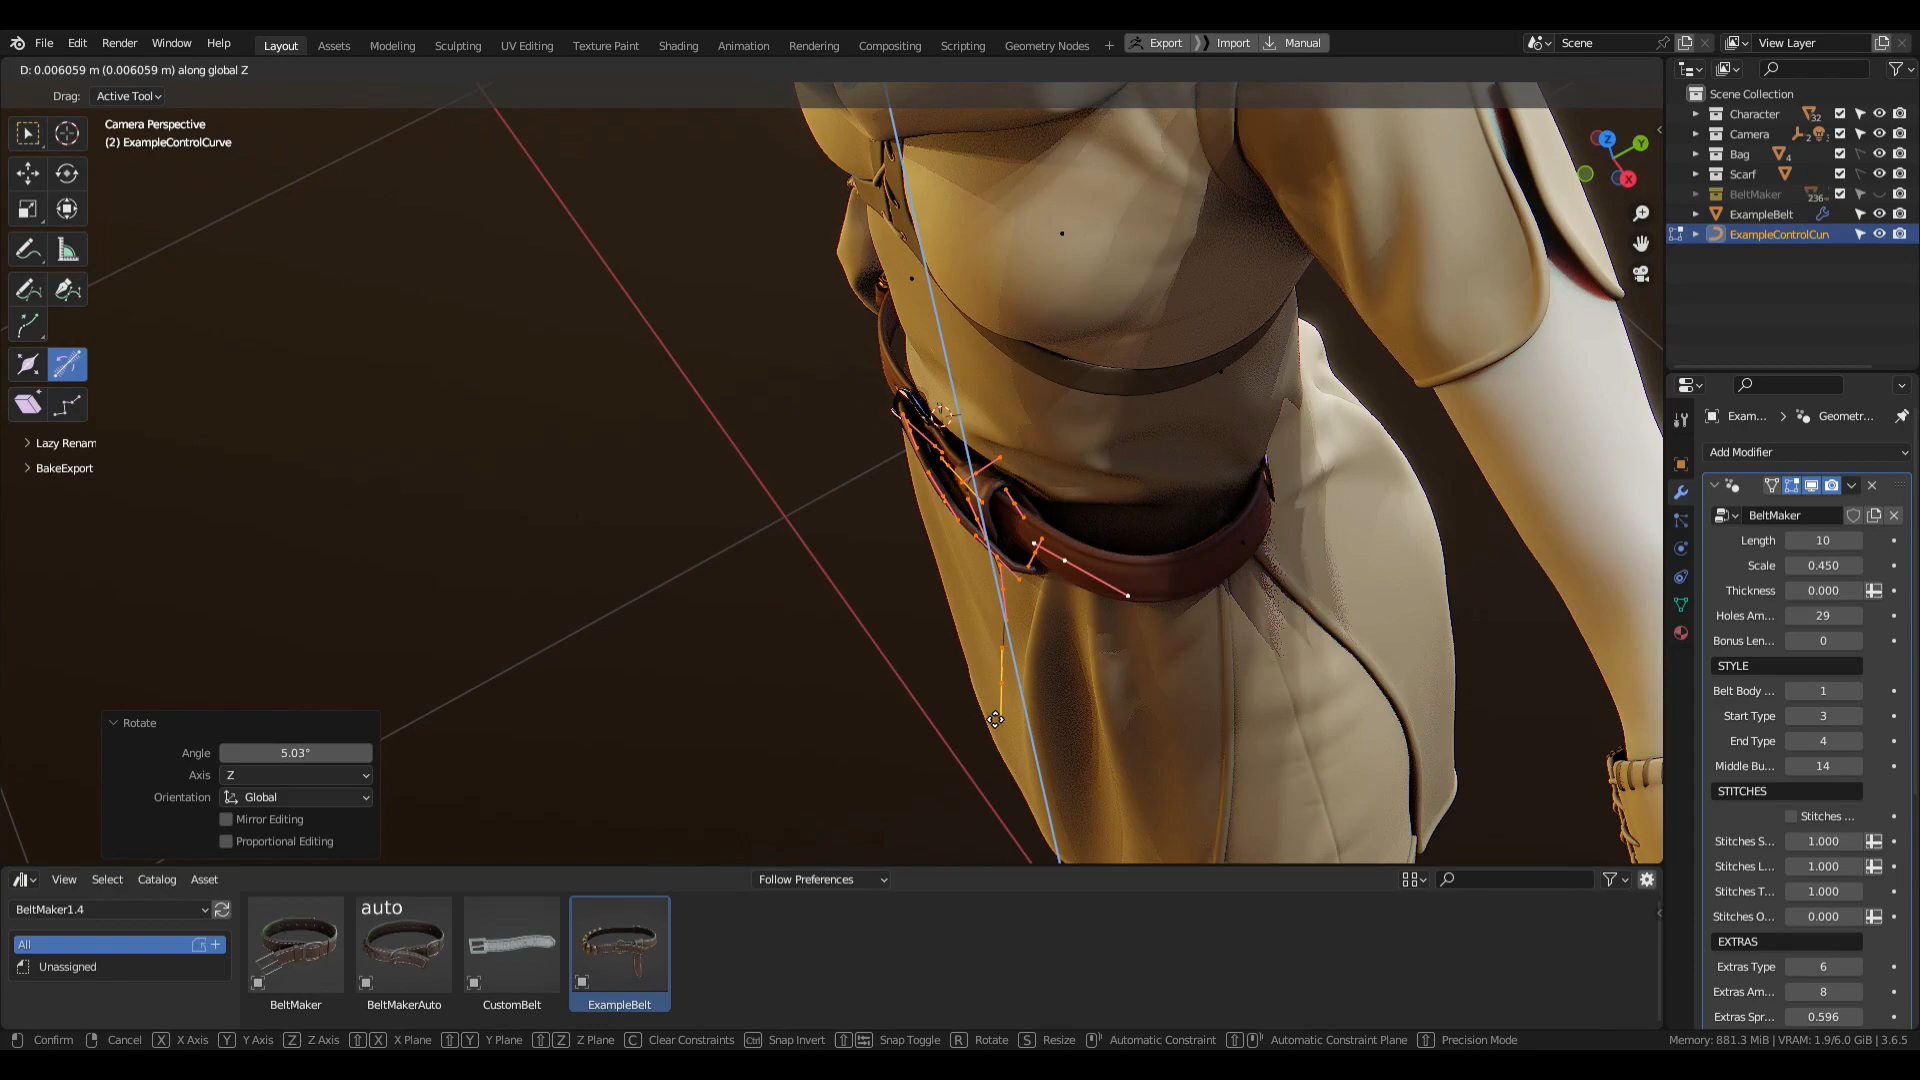 File Edit Render Window Help Layout Assets Modeling Sculpting UV Editing Texture Paint Shading Animation Rendering Compositing Scripting Geometry Nodes + Export Import Manual Scene View Layer
D: 0.006059 m (0.006059 m) along global Z
Drag: Active Tool
Camera Perspective
(2) ExampleControlCurve
Z
Y
X
Lazy Renam
BakeExport
Rotate
Angle 5.03°
Axis Z
Orientation Global
Mirror Editing
Proportional Editing
Scene Collection
Character 32
Camera 2
Bag 4
Scarf
BeltMaker 236
ExampleBelt
ExampleControlCurv
Exam... Geometr...
Add Modifier
BeltMaker
Length 10
Scale 0.450
Thickness 0.000
Holes Am... 29
Bonus Len... 0
STYLE
Belt Body ... 1
Start Type 3
End Type 4
Middle Bu... 14
STITCHES
Stitches ...
Stitches S... 1.000
Stitches L... 1.000
Stitches T... 1.000
Stitches O... 0.000
EXTRAS
Extras Type 6
Extras Am... 8
Extras Spr... 0.596
View Select Catalog Asset Follow Preferences
BeltMaker1.4
All
Unassigned
auto
BeltMaker BeltMakerAuto CustomBelt ExampleBelt
Confirm Cancel X X Axis Y Y Axis Z Z Axis X X Plane Y Y Plane Z Z Plane C Clear Constraints Ctrl Snap Invert Snap Toggle R Rotate S Resize Automatic Constraint Automatic Constraint Plane Precision Mode Memory: 881.3 MiB | VRAM: 1.9/6.0 GiB | 3.6.5